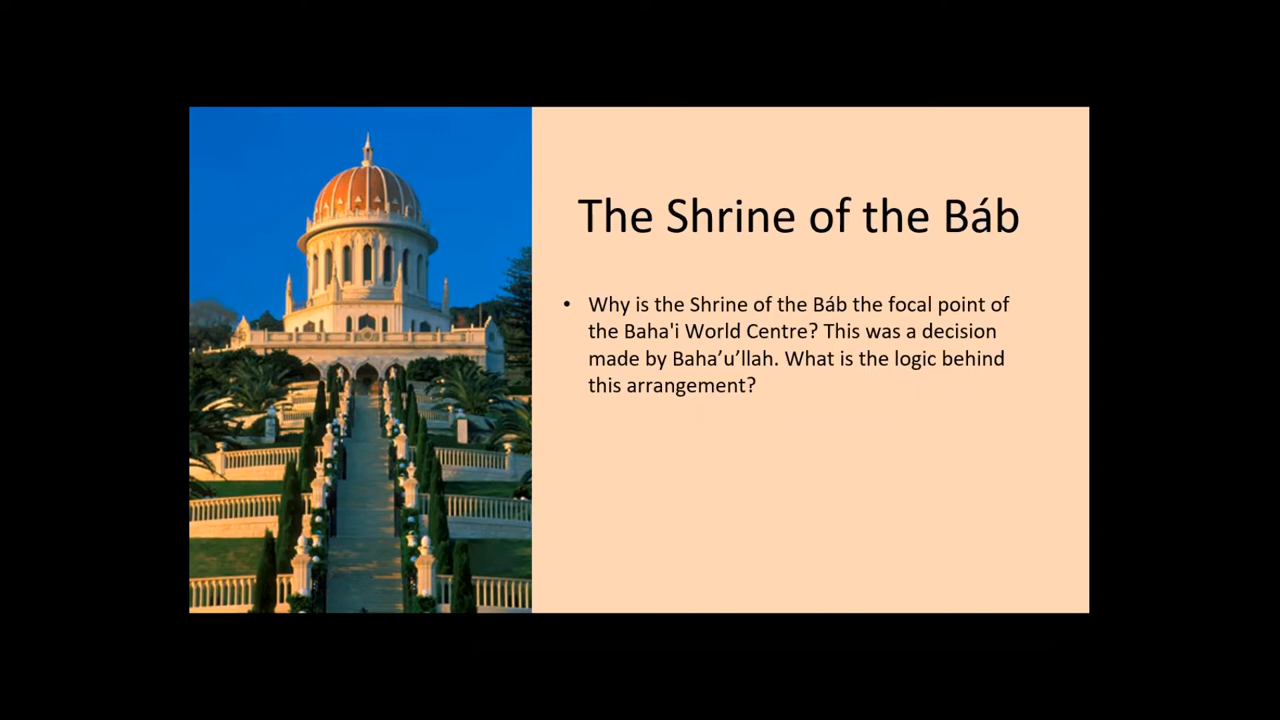 The Shrine of the Báb
• Why is the Shrine of the Báb the focal point of
the Baha'i World Centre? This was a decision
made by Baha’u’llah. What is the logic behind
this arrangement?